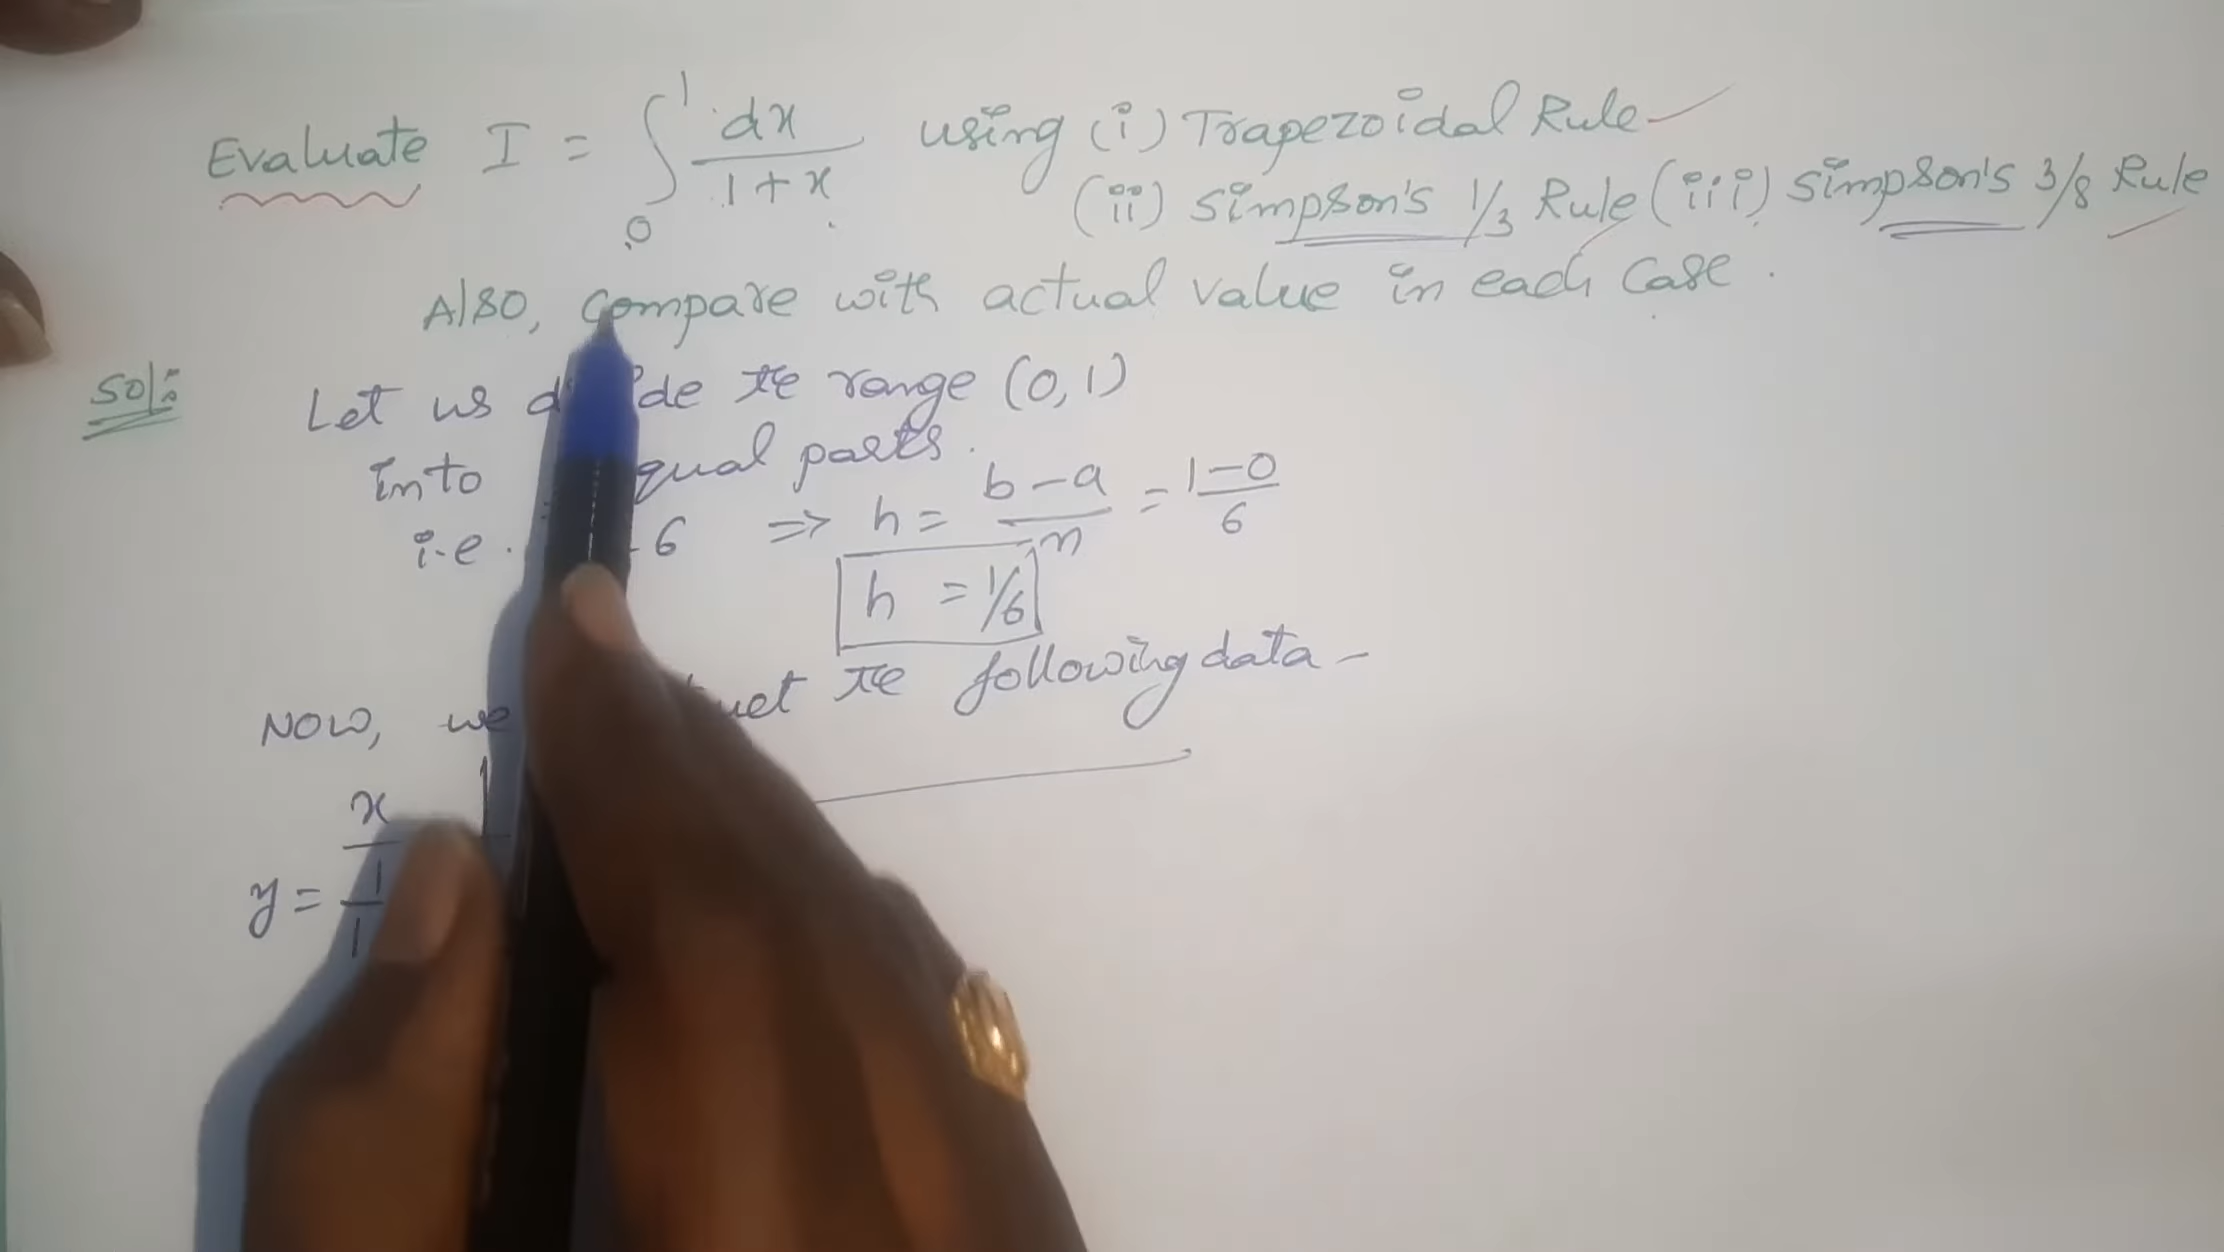 Evaluate I = ∫₀¹ dx/(1+x) using (i) Trapezoidal Rule
(ii) Simpson's 1/3 Rule (iii) Simpson's 3/8 Rule
Also, compare with actual value in each case.
Sol:
Let us the range (0,1)
Into parts.
i.e. 6 ⇒ h = (b-a)/n = (1-0)/6
h = 1/6
Now, we the following data -
x
y = 1/1